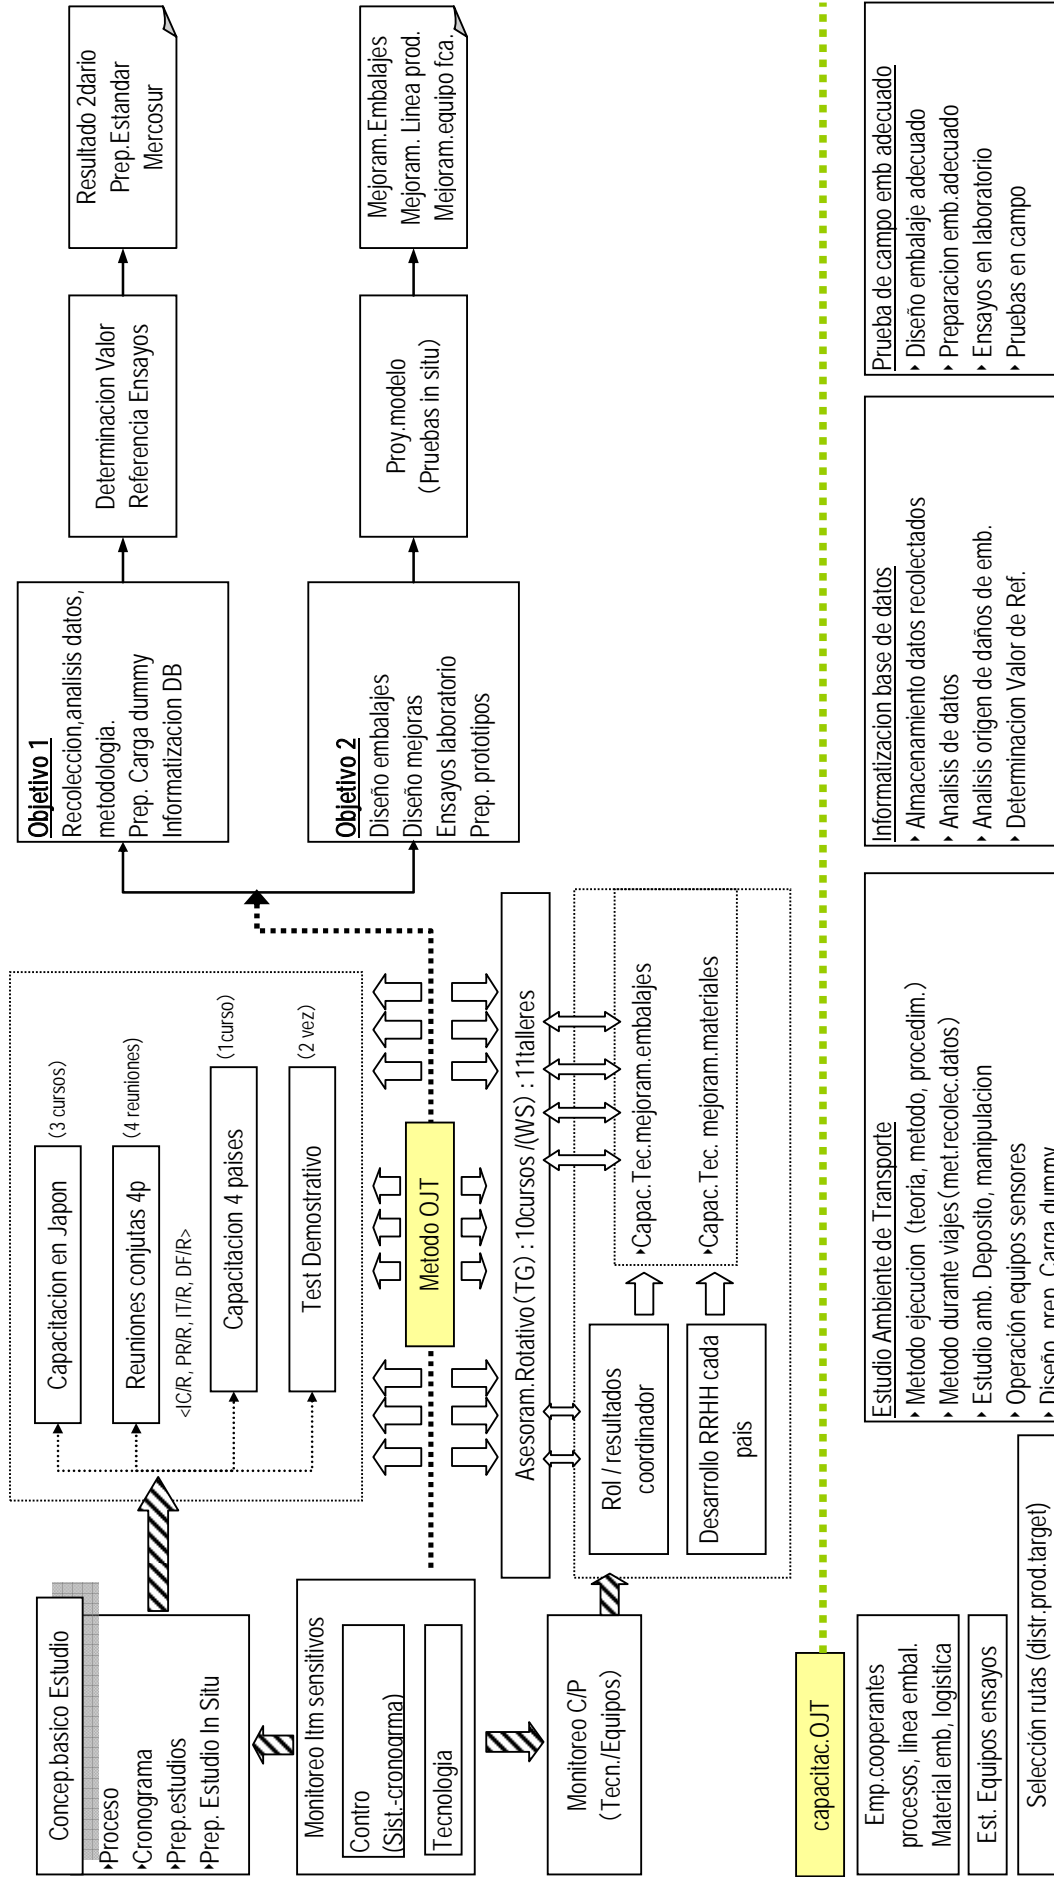 Concep.basico Estudio
Proceso
Cronograma
Prep.estudios
Prep. Estudio In Situ
Monitoreo Itm sensitivos
Contro
(Sist.-cronogrma)
Tecnologia
Monitoreo C/P
(Tecn./Equipos)
Capacitacion en Japon
(3 cursos)
Reuniones conjutas 4p
(4 reuniones)
<IC/R, PR/R, IT/R, DF/R>
Capacitacion 4 paises
(1curso)
Test Demostrativo
(2 vez)
Metodo OJT
Asesoram.Rotativo(TG) : 10cursos /(WS) : 11talleres
Rol / resultados
coordinador
Desarrollo RRHH cada
pais
Capac.Tec.mejoram.embalajes
Capac.Tec. mejoram.materiales
Objetivo 1
Recoleccion,analisis datos,
metodologia.
Prep. Carga dummy
Informatizacion DB
Objetivo 2
Diseño embalajes
Diseño mejoras
Ensayos laboratorio
Prep. prototipos
Determinacion Valor
Referencia Ensayos
Proy.modelo
(Pruebas in situ)
Resultado 2dario
Prep.Estandar
Mercosur
Mejoram.Embalajes
Mejoram. Linea prod.
Mejoram.equipo fca.
capacitac.OJT
Emp.cooperantes
procesos, linea embal.
Material emb, logistica
Est. Equipos ensayos
Selección rutas (distr.prod.target)
Estudio Ambiente de Transporte
Metodo ejecucion (teoria, metodo, procedim.)
Metodo durante viajes(met.recolec.datos)
Estudio amb. Deposito, manipulacion
Operación equipos sensores
Diseño, prep. Carga dummy
Informatizacion base de datos
Almacenamiento datos recolectados
Analisis de datos
Analisis origen de daños de emb.
Determinacion Valor de Ref.
Prueba de campo emb adecuado
Diseño embalaje adecuado
Preparacion emb.adecuado
Ensayos en laboratorio
Pruebas en campo